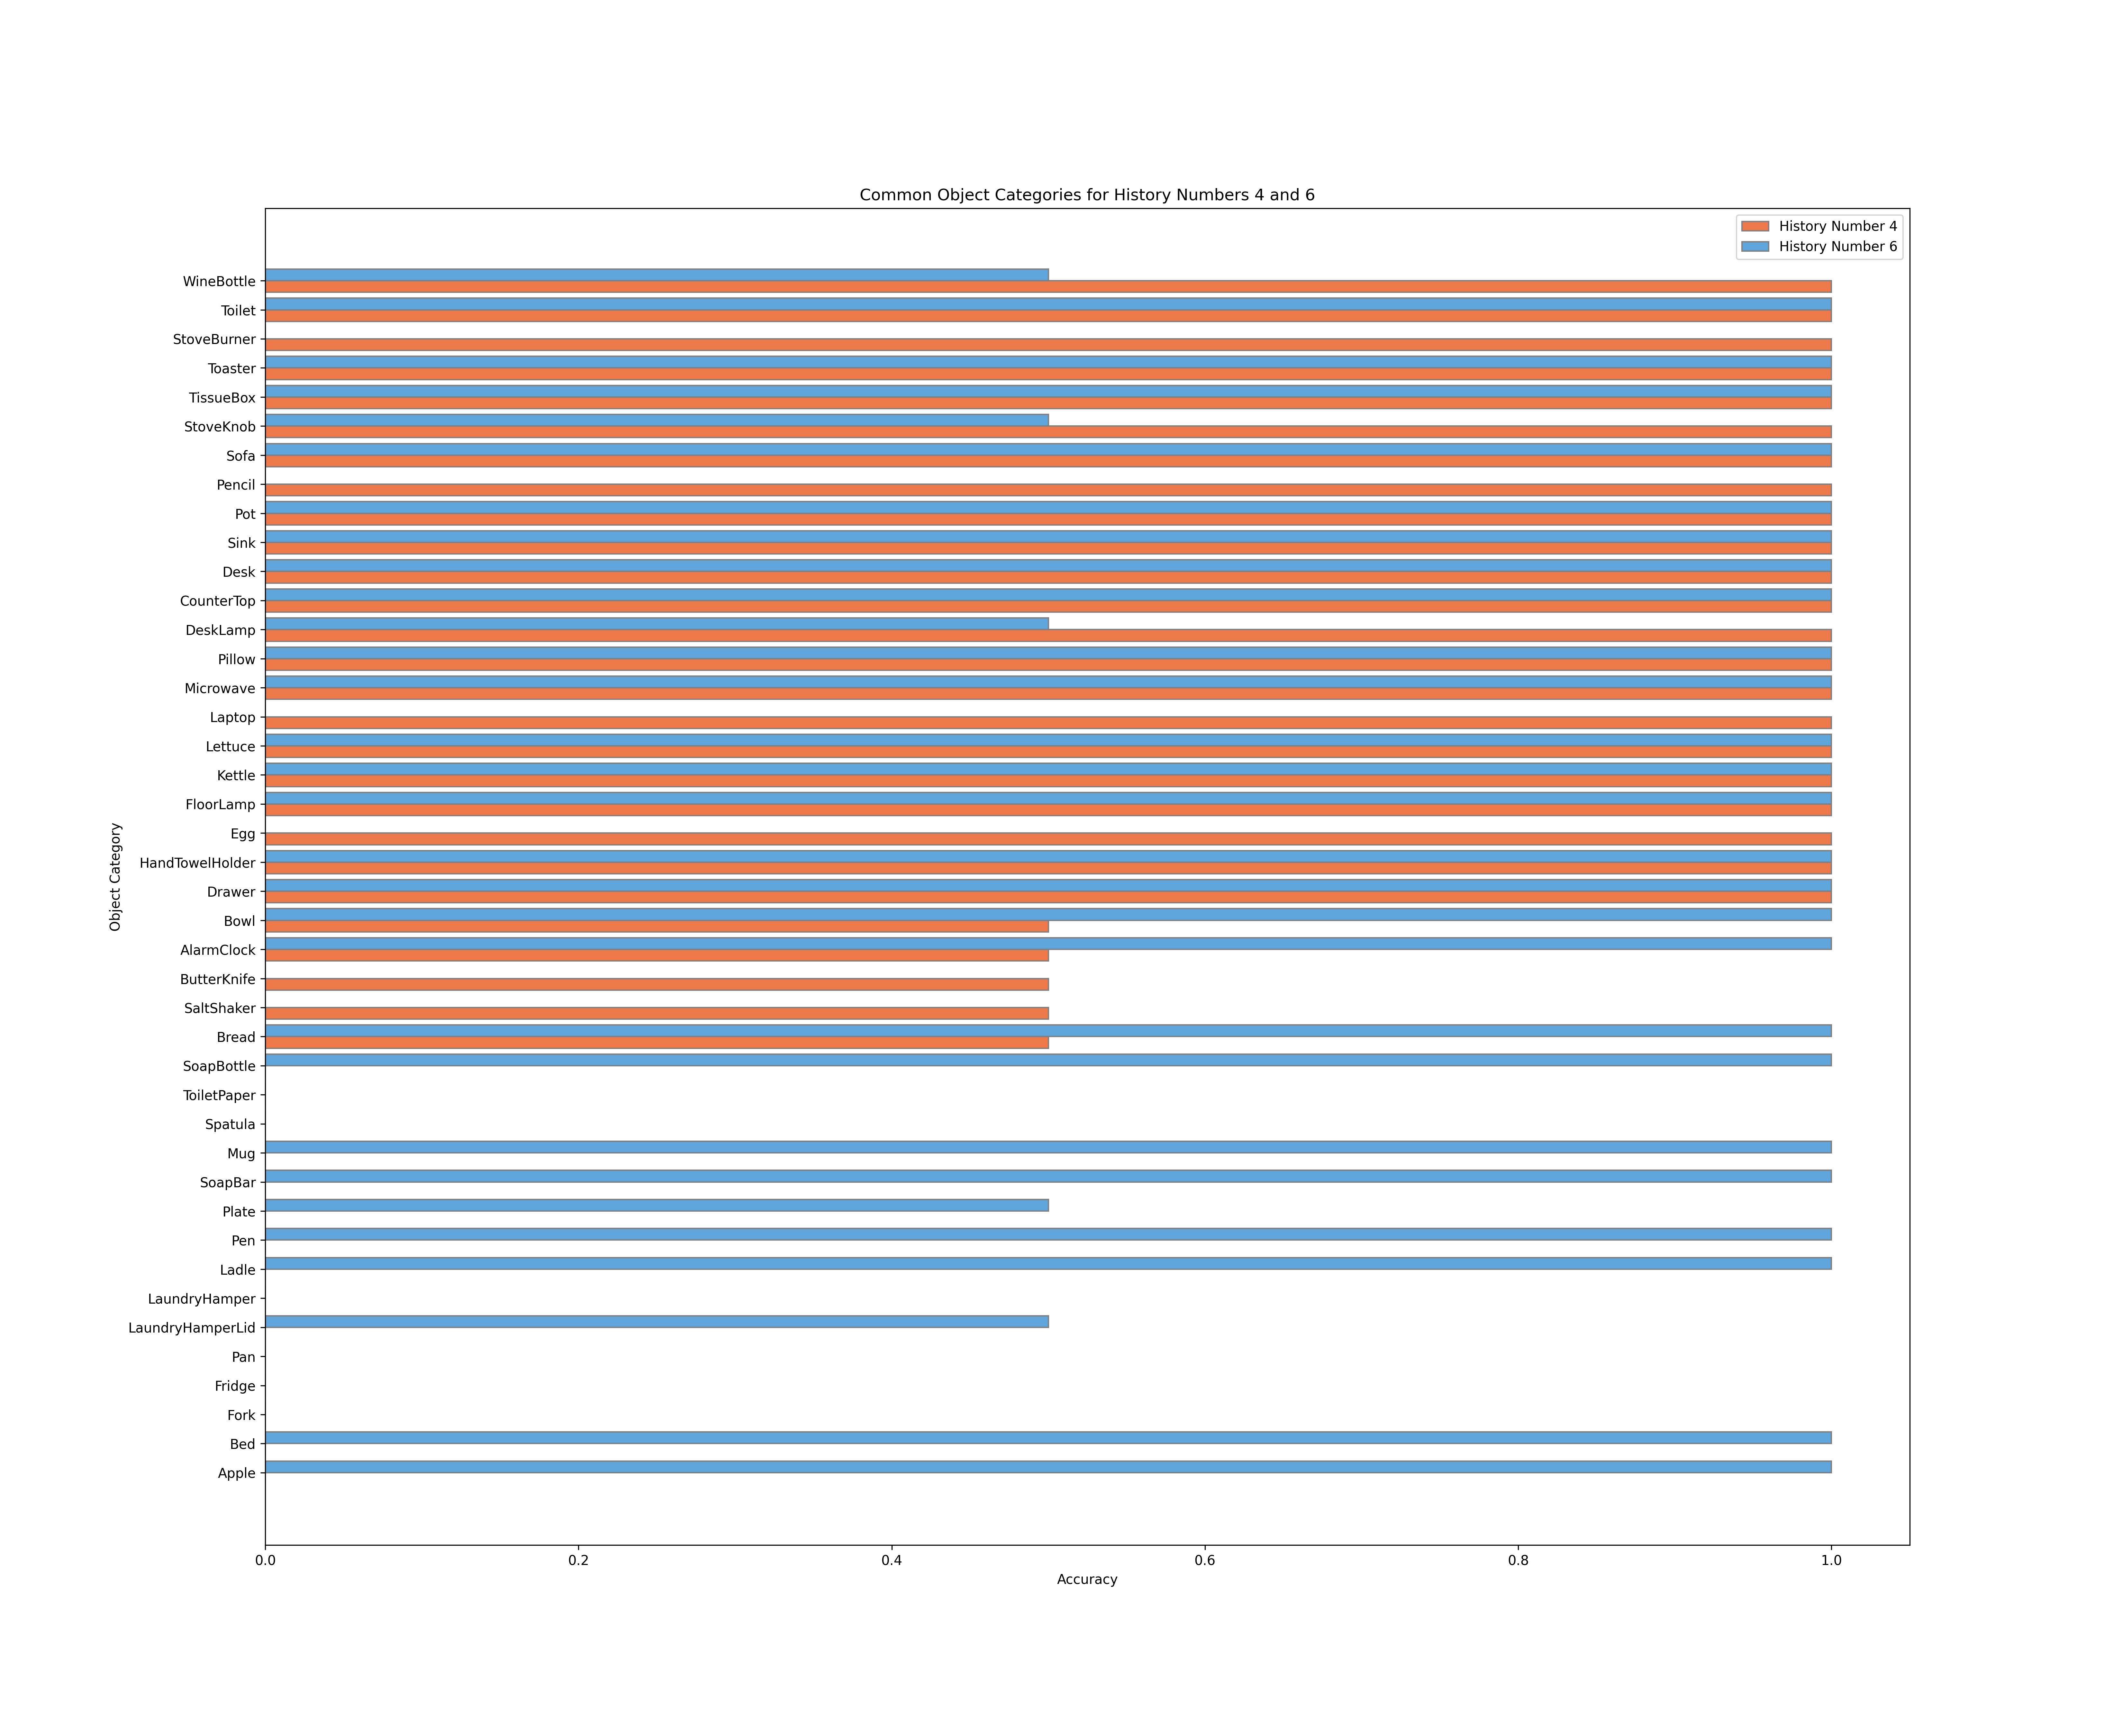 Common Object Categories for History Numbers 4 and 6
History Number 4
History Number 6
WineBottle
Toilet
StoveBurner
Toaster
TissueBox
StoveKnob
Sofa
Pencil
Pot
Sink
Desk
CounterTop
DeskLamp
Pillow
Microwave
Laptop
Lettuce
Kettle
FloorLamp
Egg
HandTowelHolder
Drawer
Bowl
AlarmClock
ButterKnife
SaltShaker
Bread
SoapBottle
ToiletPaper
Spatula
Mug
SoapBar
Plate
Pen
Ladle
LaundryHamper
LaundryHamperLid
Pan
Fridge
Fork
Bed
Apple
Object Category
0.0 0.2 0.4 0.6 0.8 1.0
Accuracy